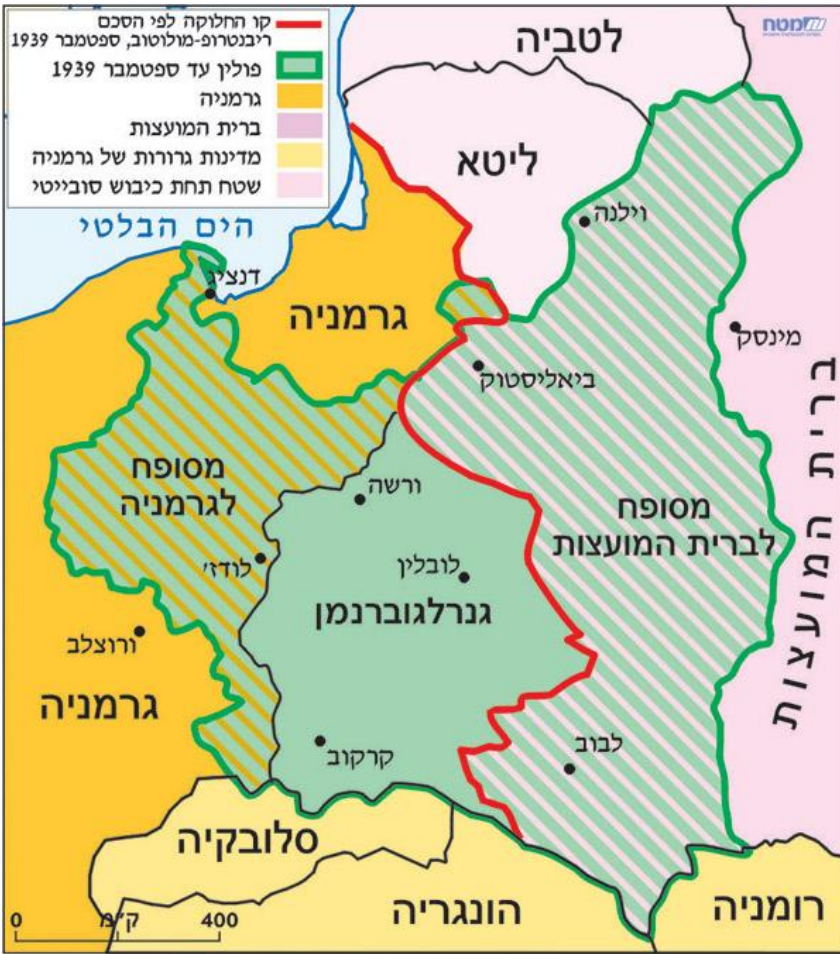 קו החלוקה לפי הסכם
ריבנטרופ-מולוטוב, ספטמבר 1939
פולין עד ספטמבר 1939
גרמניה
ברית המועצות
מדינות גרורות של גרמניה
שטח תחת כיבוש סובייטי
מטח
לטביה
ליטא
הים הבלטי
וילנה
דנציג
גרמניה
מינסק
ביאליסטוק
ברית המועצות
מסופח
לגרמניה
ורשה
מסופח
לברית המועצות
לודז'
לובלין
גנרלגוברנמן
ורוצלב
גרמניה
קרקוב
לבוב
סלובקיה
הונגריה
רומניה
0 ק"מ 400